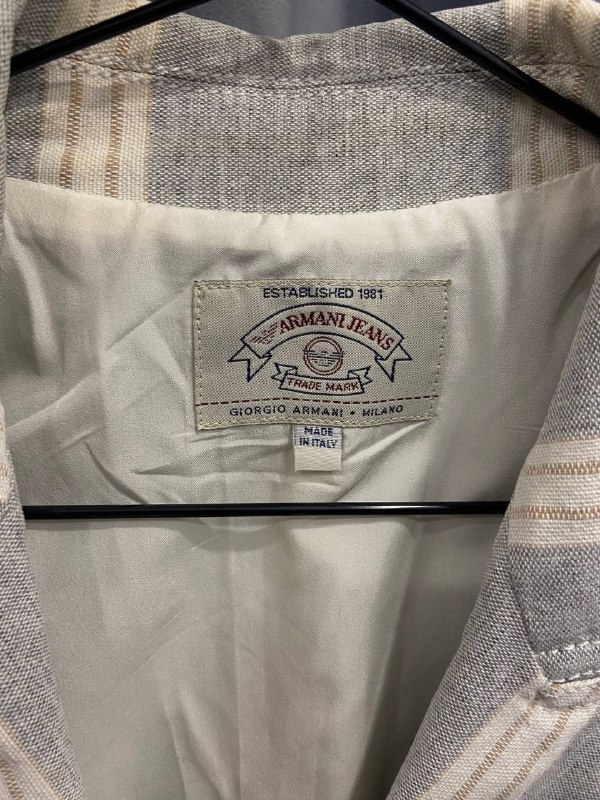 ESTABLISHED 1981
ARMANI JEANS
TRADE MARK
GIORGIO ARMANI • MILANO
MADE
IN ITALY